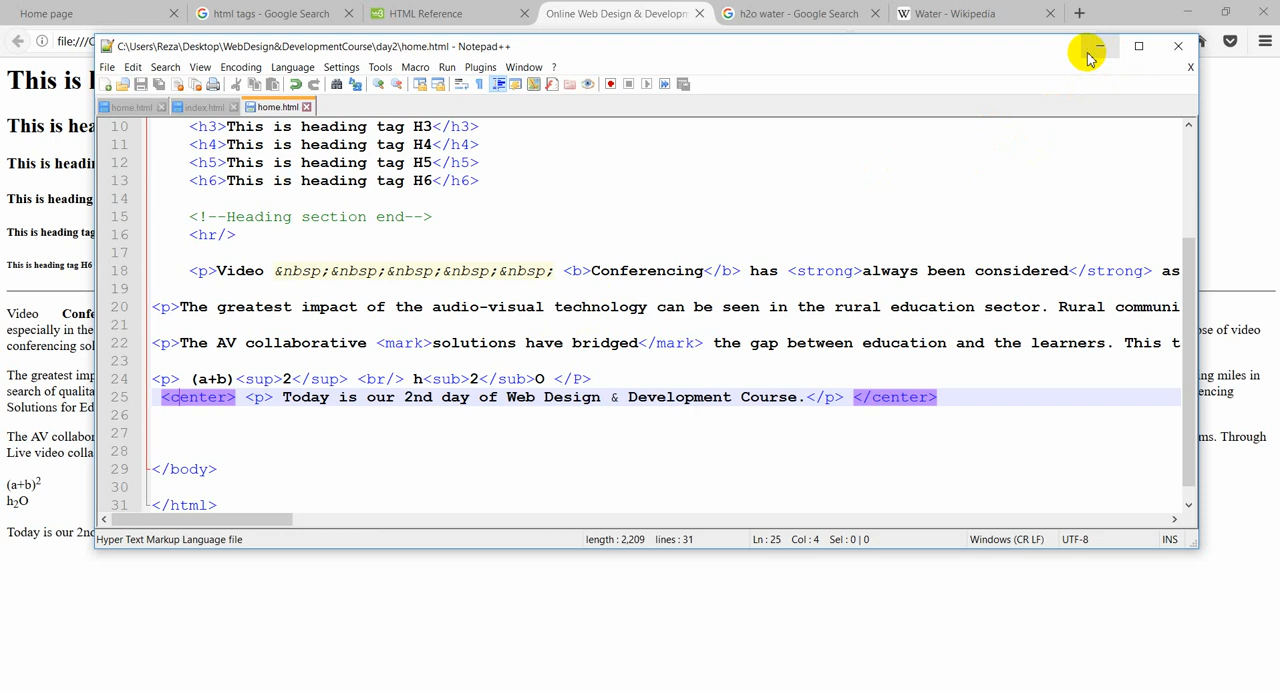 Home page
html tags - Google Search
HTML Reference
Online Web Design & Developm
h2o water - Google Search
Water - Wikipedia
file:///C
C:\Users\Reza\Desktop\WebDesign&DevelopmentCourse\day2\home.html - Notepad++
File Edit Search View Encoding Language Settings Tools Macro Run Plugins Window ?
X
home.html index.html home.html
10 <h3>This is heading tag H3</h3>
11 <h4>This is heading tag H4</h4>
12 <h5>This is heading tag H5</h5>
13 <h6>This is heading tag H6</h6>
14
15 <!--Heading section end-->
16 <hr/>
17
18 <p>Video &nbsp;&nbsp;&nbsp;&nbsp;&nbsp; <b>Conferencing</b> has <strong>always been considered</strong> as
19
20 <p>The greatest impact of the audio-visual technology can be seen in the rural education sector. Rural communi
21
22 <p>The AV collaborative <mark>solutions have bridged</mark> the gap between education and the learners. This t
23
24 <p> (a+b)<sup>2</sup> <br/> h<sub>2</sub>O </P>
25 <center> <p> Today is our 2nd day of Web Design & Development Course.</p> </center>
26
27
28
29 </body>
30
31 </html>
Hyper Text Markup Language file length : 2,209 lines : 31 Ln : 25 Col : 4 Sel : 0 | 0 Windows (CR LF) UTF-8 INS
This is h
This is hea
This is headin
This is heading
This is heading tag
This is heading tag H6
Video Confe
especially in the
pose of video
conferencing sol
The greatest imp
ing miles in
search of qualita
rencing
Solutions for Ed
The AV collabor
ms. Through
Live video colla
(a+b)2
h2O
Today is our 2nd